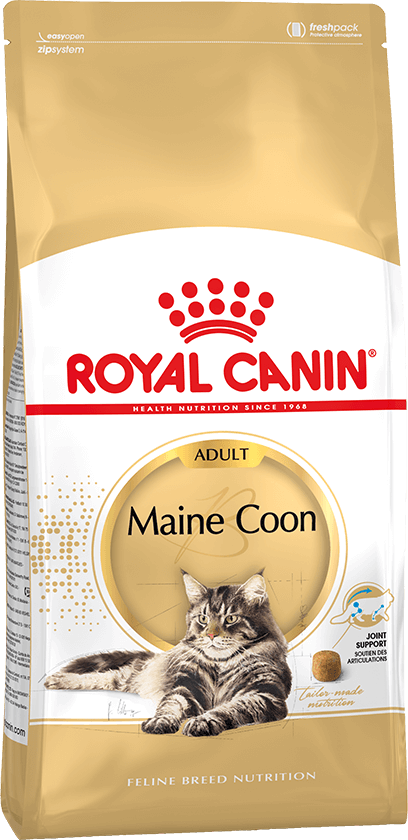 easyopen
zipsystem
freshpack
Protective atmosphere
ROYAL CANIN®
HEALTH NUTRITION SINCE 1968
ADULT
Maine Coon
JOINT
SUPPORT
SOUTIEN DES
ARTICULATIONS
tailor-made
nutrition
FELINE BREED NUTRITION